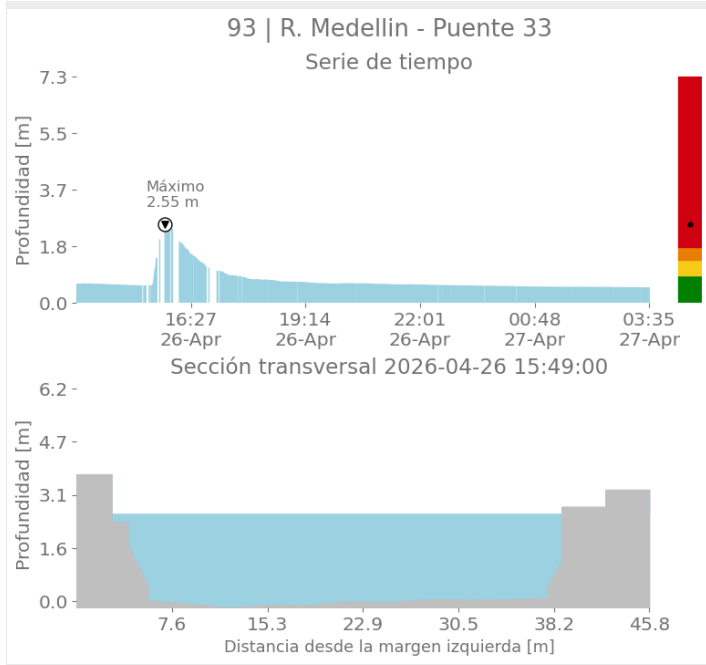 93 | R. Medellin - Puente 33
Serie de tiempo
Profundidad [m]
7.3
5.5
3.7
1.8
0.0
Máximo
2.55 m
16:27 19:14 22:01 00:48 03:35
26-Apr 26-Apr 26-Apr 27-Apr 27-Apr
Sección transversal 2026-04-26 15:49:00
Profundidad [m]
6.2
4.7
3.1
1.6
0.0
7.6 15.3 22.9 30.5 38.2 45.8
Distancia desde la margen izquierda [m]